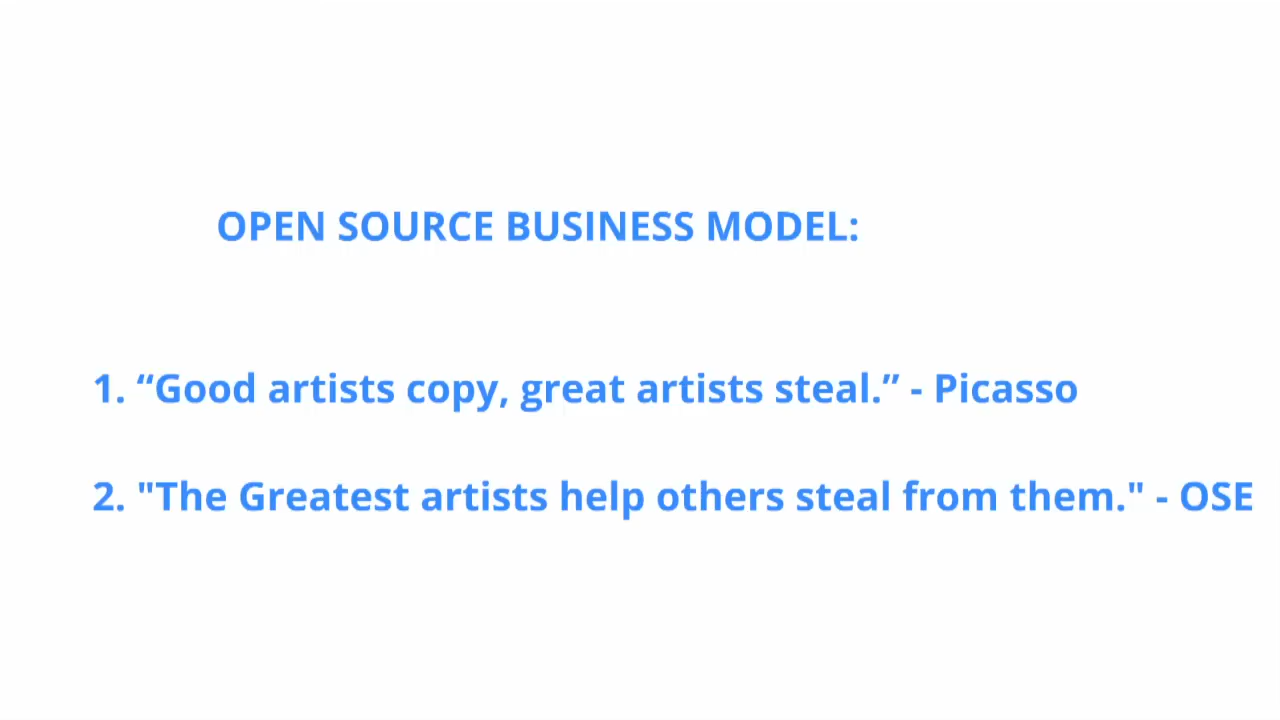 OPEN SOURCE BUSINESS MODEL:
1. “Good artists copy, great artists steal.” - Picasso
2. "The Greatest artists help others steal from them." - OSE